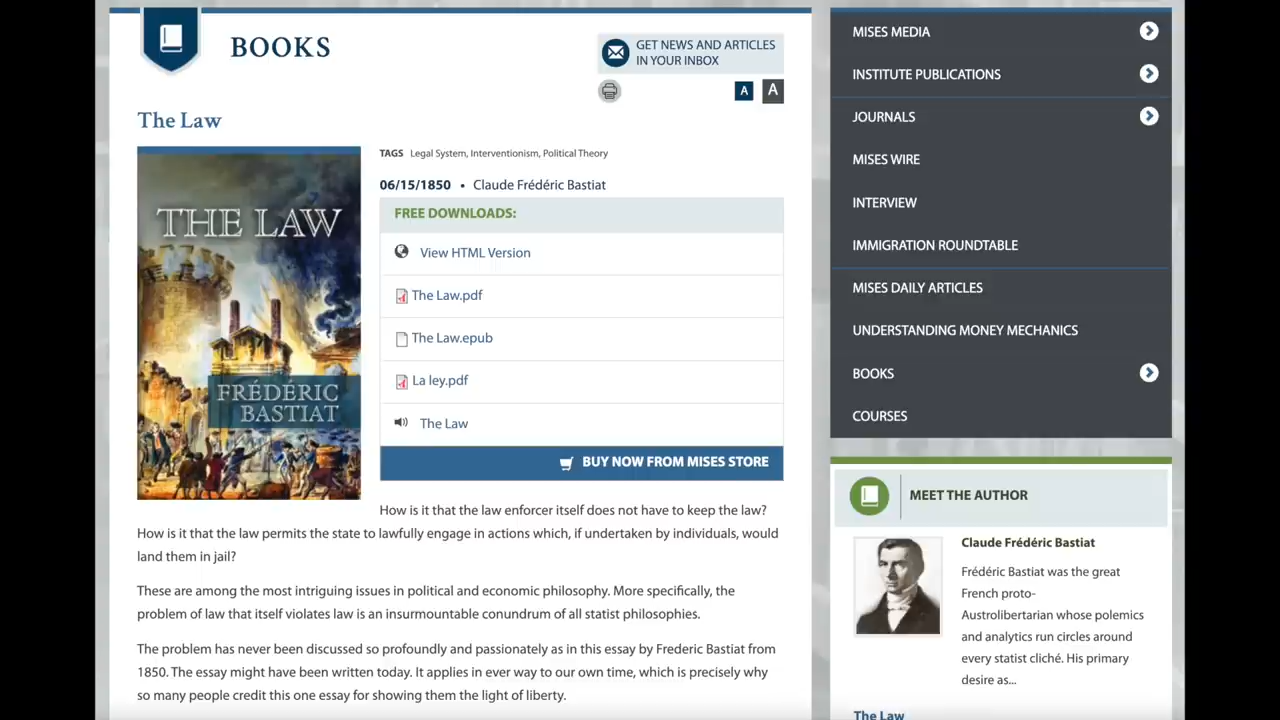 BOOKS
GET NEWS AND ARTICLES
IN YOUR INBOX
A A
The Law
THE LAW
FRÉDÉRIC
BASTIAT
TAGS Legal System, Interventionism, Political Theory
06/15/1850 • Claude Frédéric Bastiat
FREE DOWNLOADS:
View HTML Version
The Law.pdf
The Law.epub
La ley.pdf
The Law
BUY NOW FROM MISES STORE
How is it that the law enforcer itself does not have to keep the law?
How is it that the law permits the state to lawfully engage in actions which, if undertaken by individuals, would
land them in jail?
These are among the most intriguing issues in political and economic philosophy. More specifically, the
problem of law that itself violates law is an insurmountable conundrum of all statist philosophies.
The problem has never been discussed so profoundly and passionately as in this essay by Frederic Bastiat from
1850. The essay might have been written today. It applies in ever way to our own time, which is precisely why
so many people credit this one essay for showing them the light of liberty.
MISES MEDIA
INSTITUTE PUBLICATIONS
JOURNALS
MISES WIRE
INTERVIEW
IMMIGRATION ROUNDTABLE
MISES DAILY ARTICLES
UNDERSTANDING MONEY MECHANICS
BOOKS
COURSES
MEET THE AUTHOR
Claude Frédéric Bastiat
Frédéric Bastiat was the great
French proto-
Austrolibertarian whose polemics
and analytics run circles around
every statist cliché. His primary
desire as...
The Law